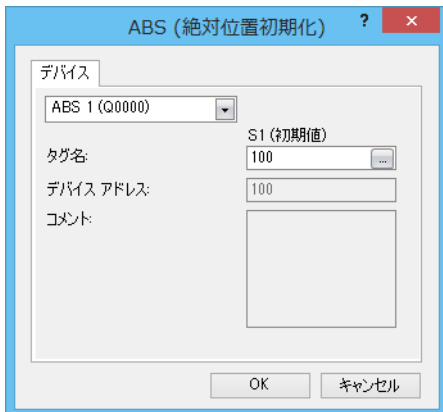 ABS (絶対位置初期化)
?
×
デバイス
ABS 1 (Q0000)
S1 (初期値)
タグ名:
100
...
デバイス アドレス:
100
コメント:
OK
キャンセル